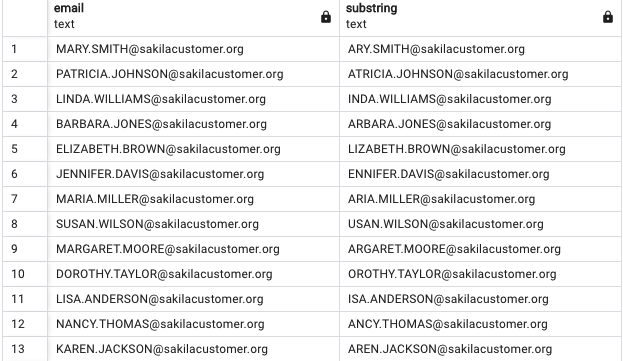 email substring
text text
1 MARY.SMITH@sakilacustomer.org ARY.SMITH@sakilacustomer.org
2 PATRICIA.JOHNSON@sakilacustomer.org ATRICIA.JOHNSON@sakilacustomer.org
3 LINDA.WILLIAMS@sakilacustomer.org INDA.WILLIAMS@sakilacustomer.org
4 BARBARA.JONES@sakilacustomer.org ARBARA.JONES@sakilacustomer.org
5 ELIZABETH.BROWN@sakilacustomer.org LIZABETH.BROWN@sakilacustomer.org
6 JENNIFER.DAVIS@sakilacustomer.org ENNIFER.DAVIS@sakilacustomer.org
7 MARIA.MILLER@sakilacustomer.org ARIA.MILLER@sakilacustomer.org
8 SUSAN.WILSON@sakilacustomer.org USAN.WILSON@sakilacustomer.org
9 MARGARET.MOORE@sakilacustomer.org ARGARET.MOORE@sakilacustomer.org
10 DOROTHY.TAYLOR@sakilacustomer.org OROTHY.TAYLOR@sakilacustomer.org
11 LISA.ANDERSON@sakilacustomer.org ISA.ANDERSON@sakilacustomer.org
12 NANCY.THOMAS@sakilacustomer.org ANCY.THOMAS@sakilacustomer.org
13 KAREN.JACKSON@sakilacustomer.org AREN.JACKSON@sakilacustomer.org